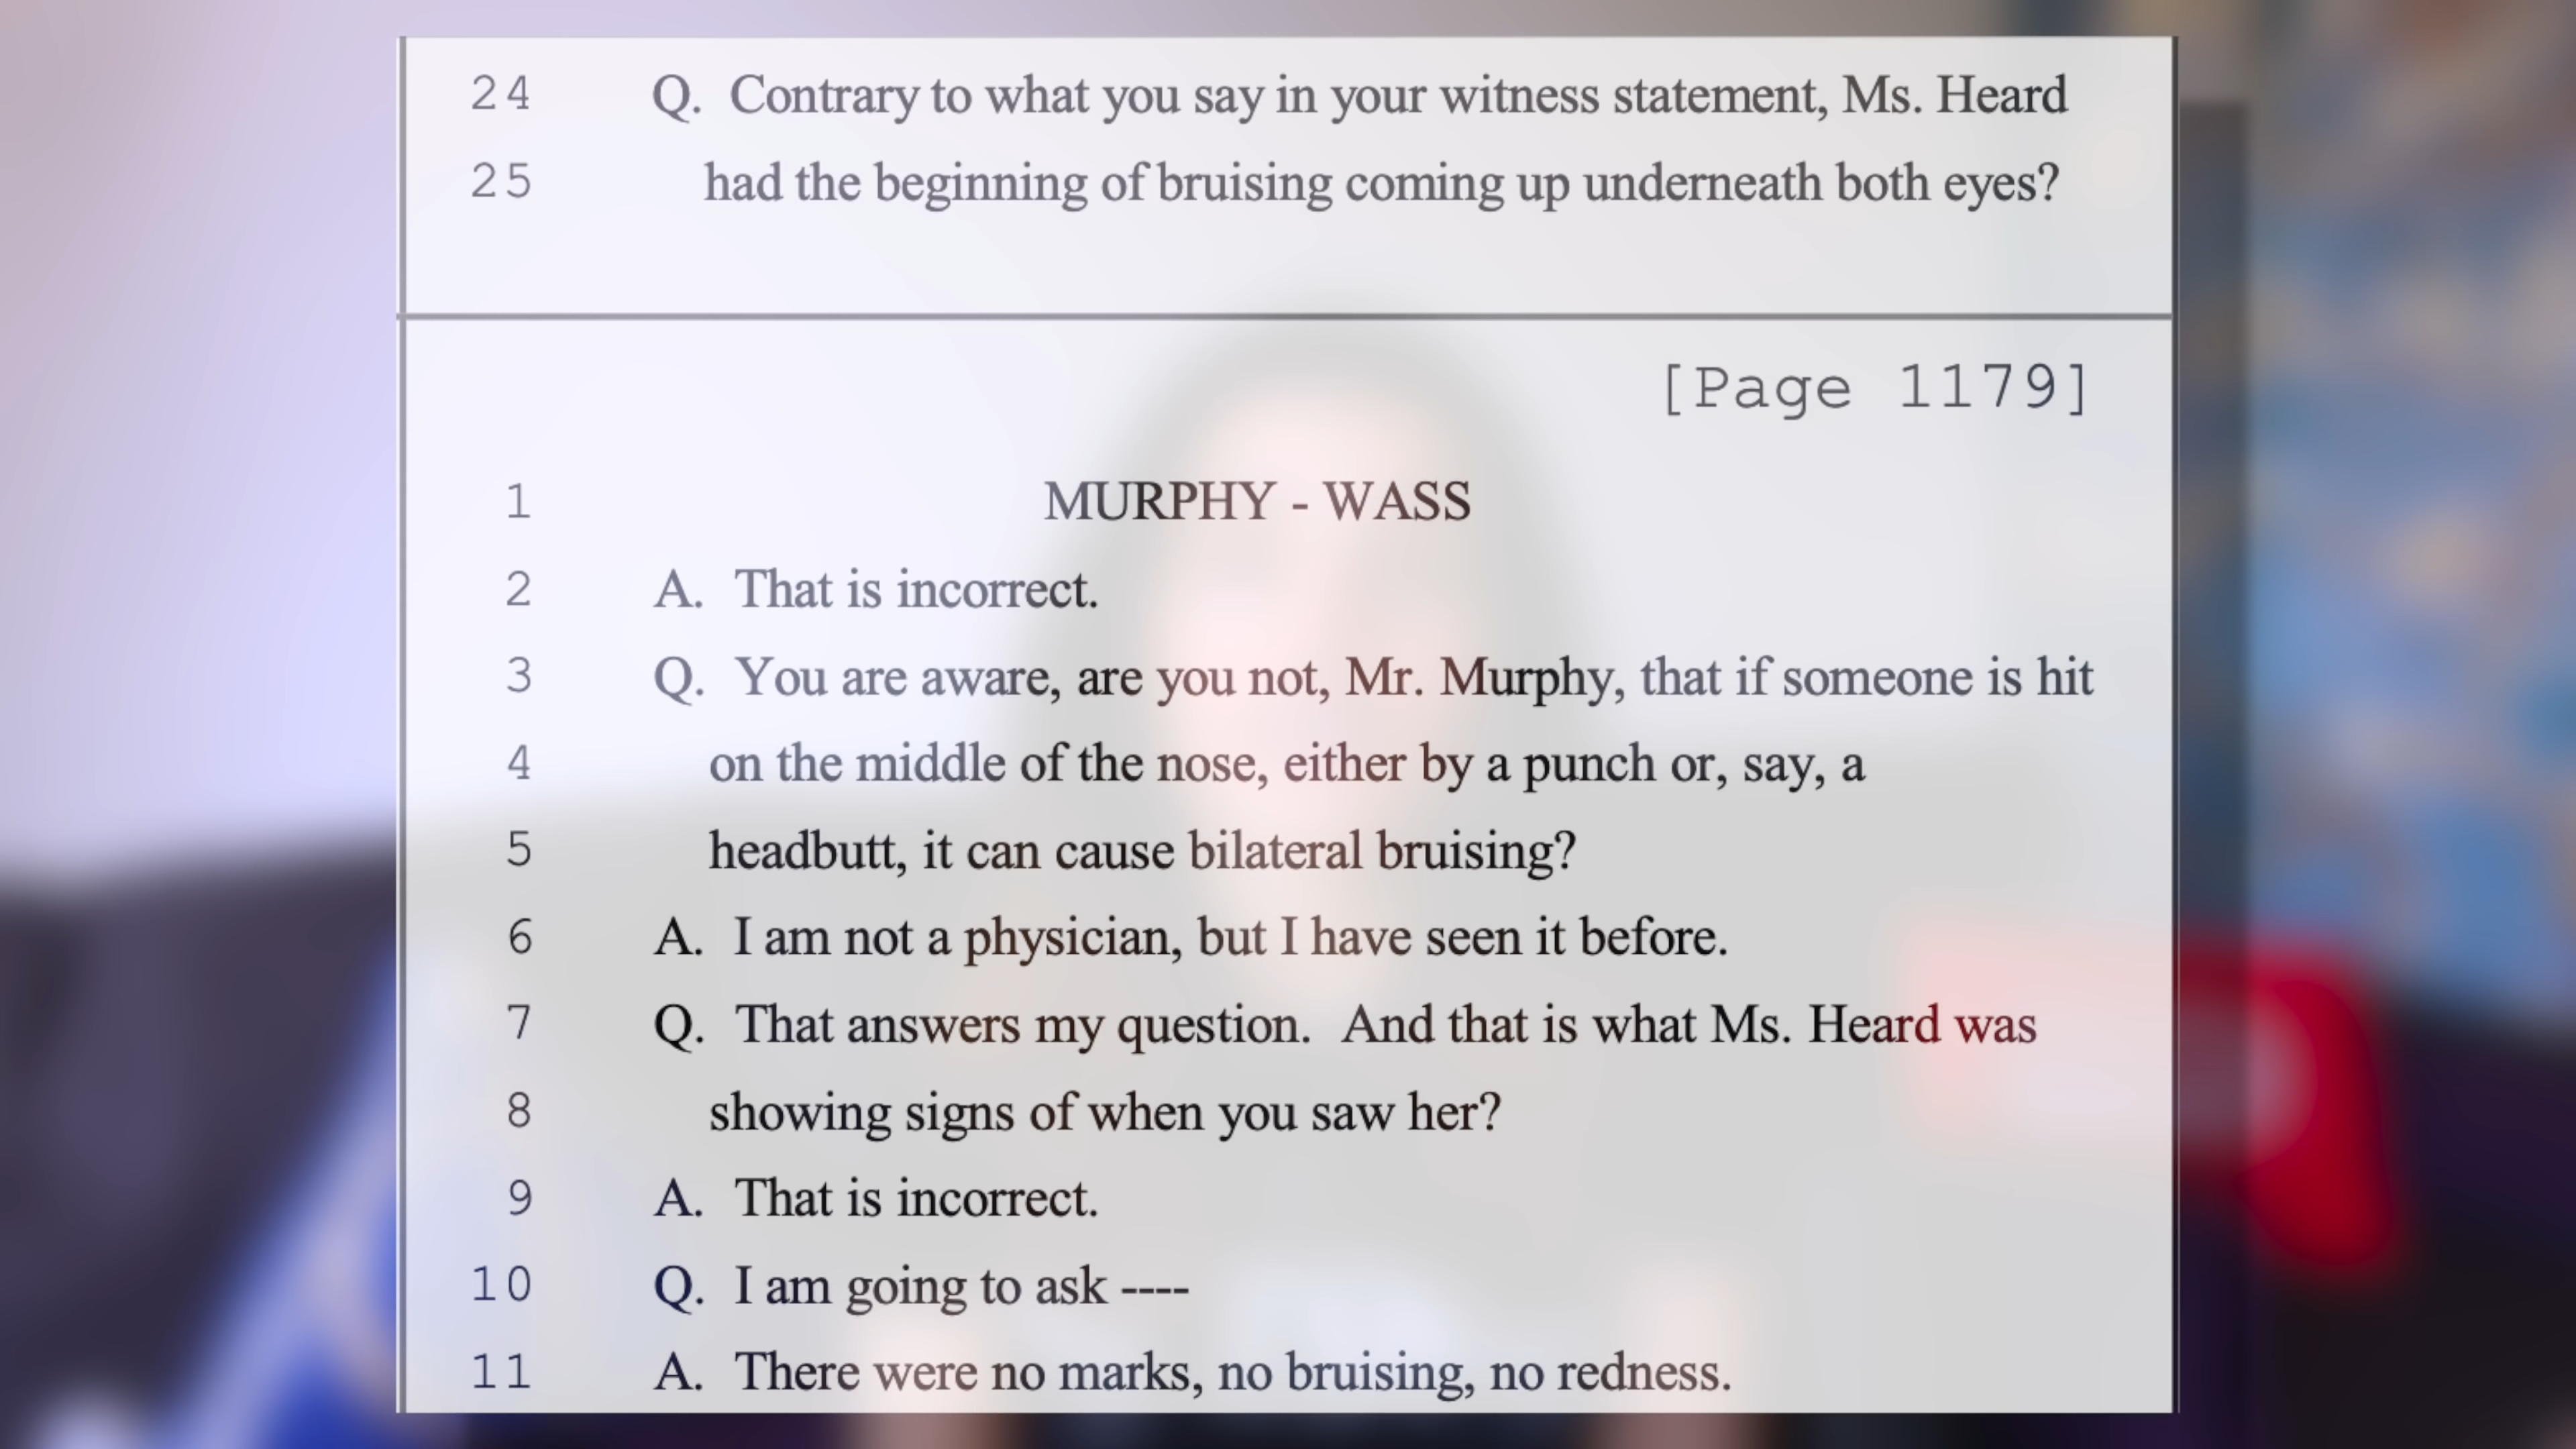 24 Q. Contrary to what you say in your witness statement, Ms. Heard
25 had the beginning of bruising coming up underneath both eyes?
[Page 1179]
1 MURPHY - WASS
2 A. That is incorrect.
3 Q. You are aware, are you not, Mr. Murphy, that if someone is hit
4 on the middle of the nose, either by a punch or, say, a
5 headbutt, it can cause bilateral bruising?
6 A. I am not a physician, but I have seen it before.
7 Q. That answers my question. And that is what Ms. Heard was
8 showing signs of when you saw her?
9 A. That is incorrect.
10 Q. I am going to ask ----
11 A. There were no marks, no bruising, no redness.